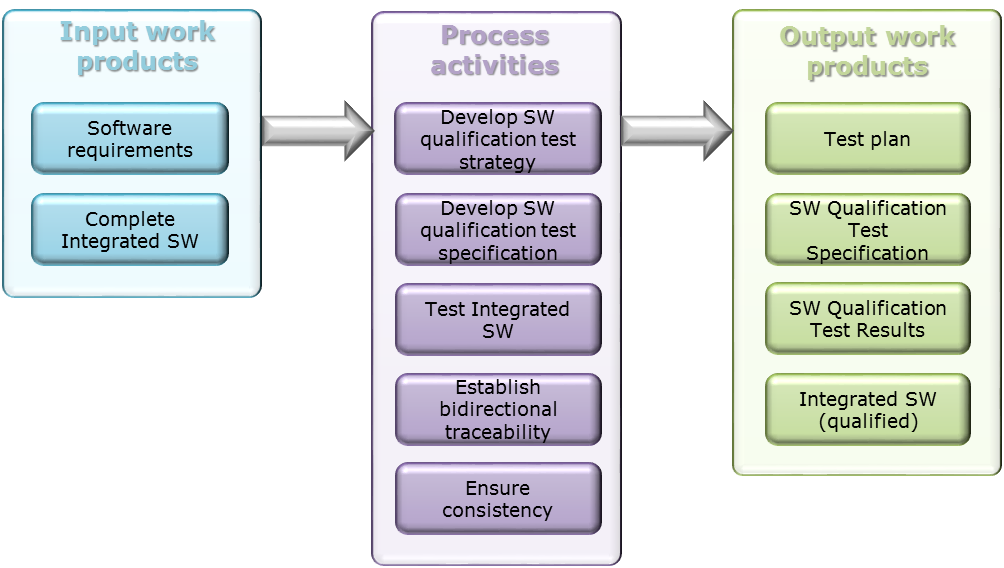 Input work
products
Software
requirements
Complete
Integrated SW
Process
activities
Develop SW
qualification test
strategy
Develop SW
qualification test
specification
Test Integrated
SW
Establish
bidirectional
traceability
Ensure
consistency
Output work
products
Test plan
SW Qualification
Test
Specification
SW Qualification
Test Results
Integrated SW
(qualified)